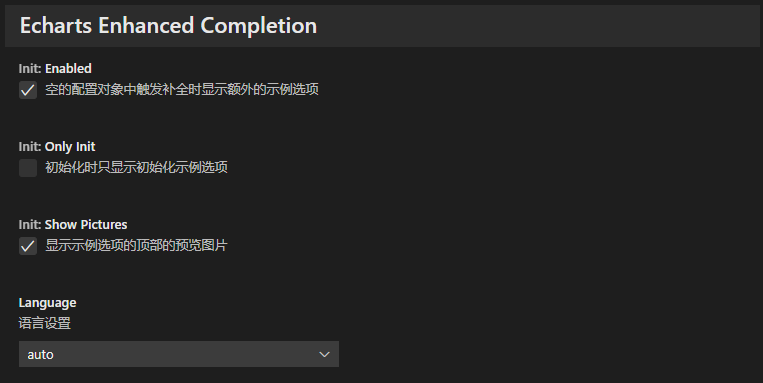 Echarts Enhanced Completion
Init: Enabled
空的配置对象中触发补全时显示额外的示例选项
Init: Only Init
初始化时只显示初始化示例选项
Init: Show Pictures
显示示例选项的顶部的预览图片
Language
语言设置
auto